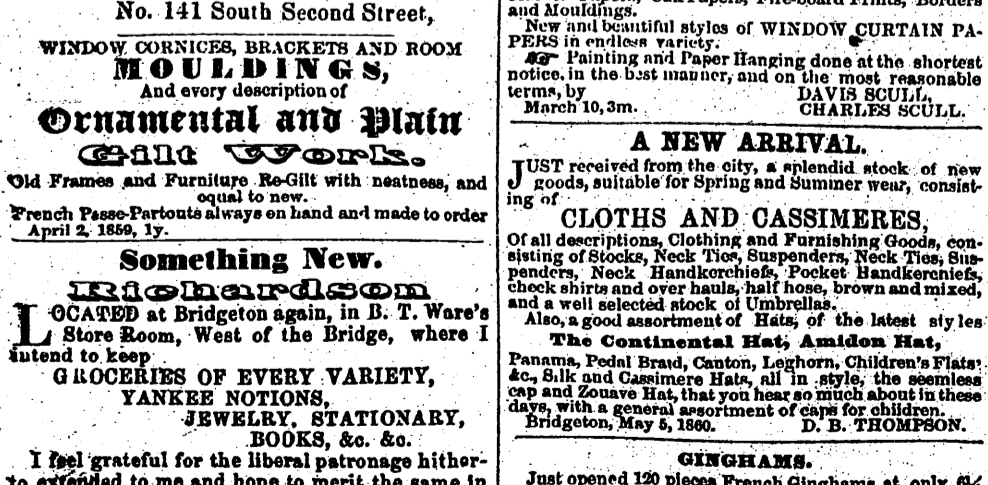 No. 141 South Second Street,
WINDOW CORNICES, BRACKETS AND ROOM
MOULDINGS,
And every description of
Ornamental and Plain
Gilt Work.
Old Frames and Furniture Re-Gilt with neatness, and
equal to new.
French Passe-Partouts always on hand and made to order
April 2, 1859, 1y.
Something New.
Richardson
LOCATED at Bridgeton again, in B. T. Ware's
Store Room, West of the Bridge, where I
intend to keep
GROCERIES OF EVERY VARIETY,
YANKEE NOTIONS,
JEWELRY, STATIONARY,
BOOKS, &c. &c.
I feel grateful for the liberal patronage hither-
to extended to me and hope to merit the same in
and Mouldings.
New and beautiful styles of WINDOW CURTAIN PA-
PERS in endless variety.
Painting and Paper Hanging done at the shortest
notice, in the best manner, and on the most reasonable
terms, by DAVIS SCULL,
March 10, 3m. CHARLES SCULL.
A NEW ARRIVAL.
JUST received from the city, a splendid stock of new
goods, suitable for Spring and Summer wear, consist-
ing of
CLOTHS AND CASSIMERES,
Of all descriptions, Clothing and Furnishing Goods, con-
sisting of Stocks, Neck Ties, Suspenders, Neck Ties, Sus-
penders, Neck Handkerchiefs, Pocket Handkerchiefs,
check shirts and over hauls, half hose, brown and mixed,
and a well selected stock of Umbrellas.
Also, a good assortment of Hats, of the latest styles
The Continental Hat, Amidon Hat,
Panama, Pedal Braid, Canton, Leghorn, Children's Flats,
&c., Silk and Cassimere Hats, all in style, the seemless
cap and Zouave Hat, that you hear so much about in these
days, with a general assortment of caps for children.
Bridgeton, May 5, 1860. D. B. THOMPSON.
GINGHAMS.
Just opened 120 pieces French Ginghams at only